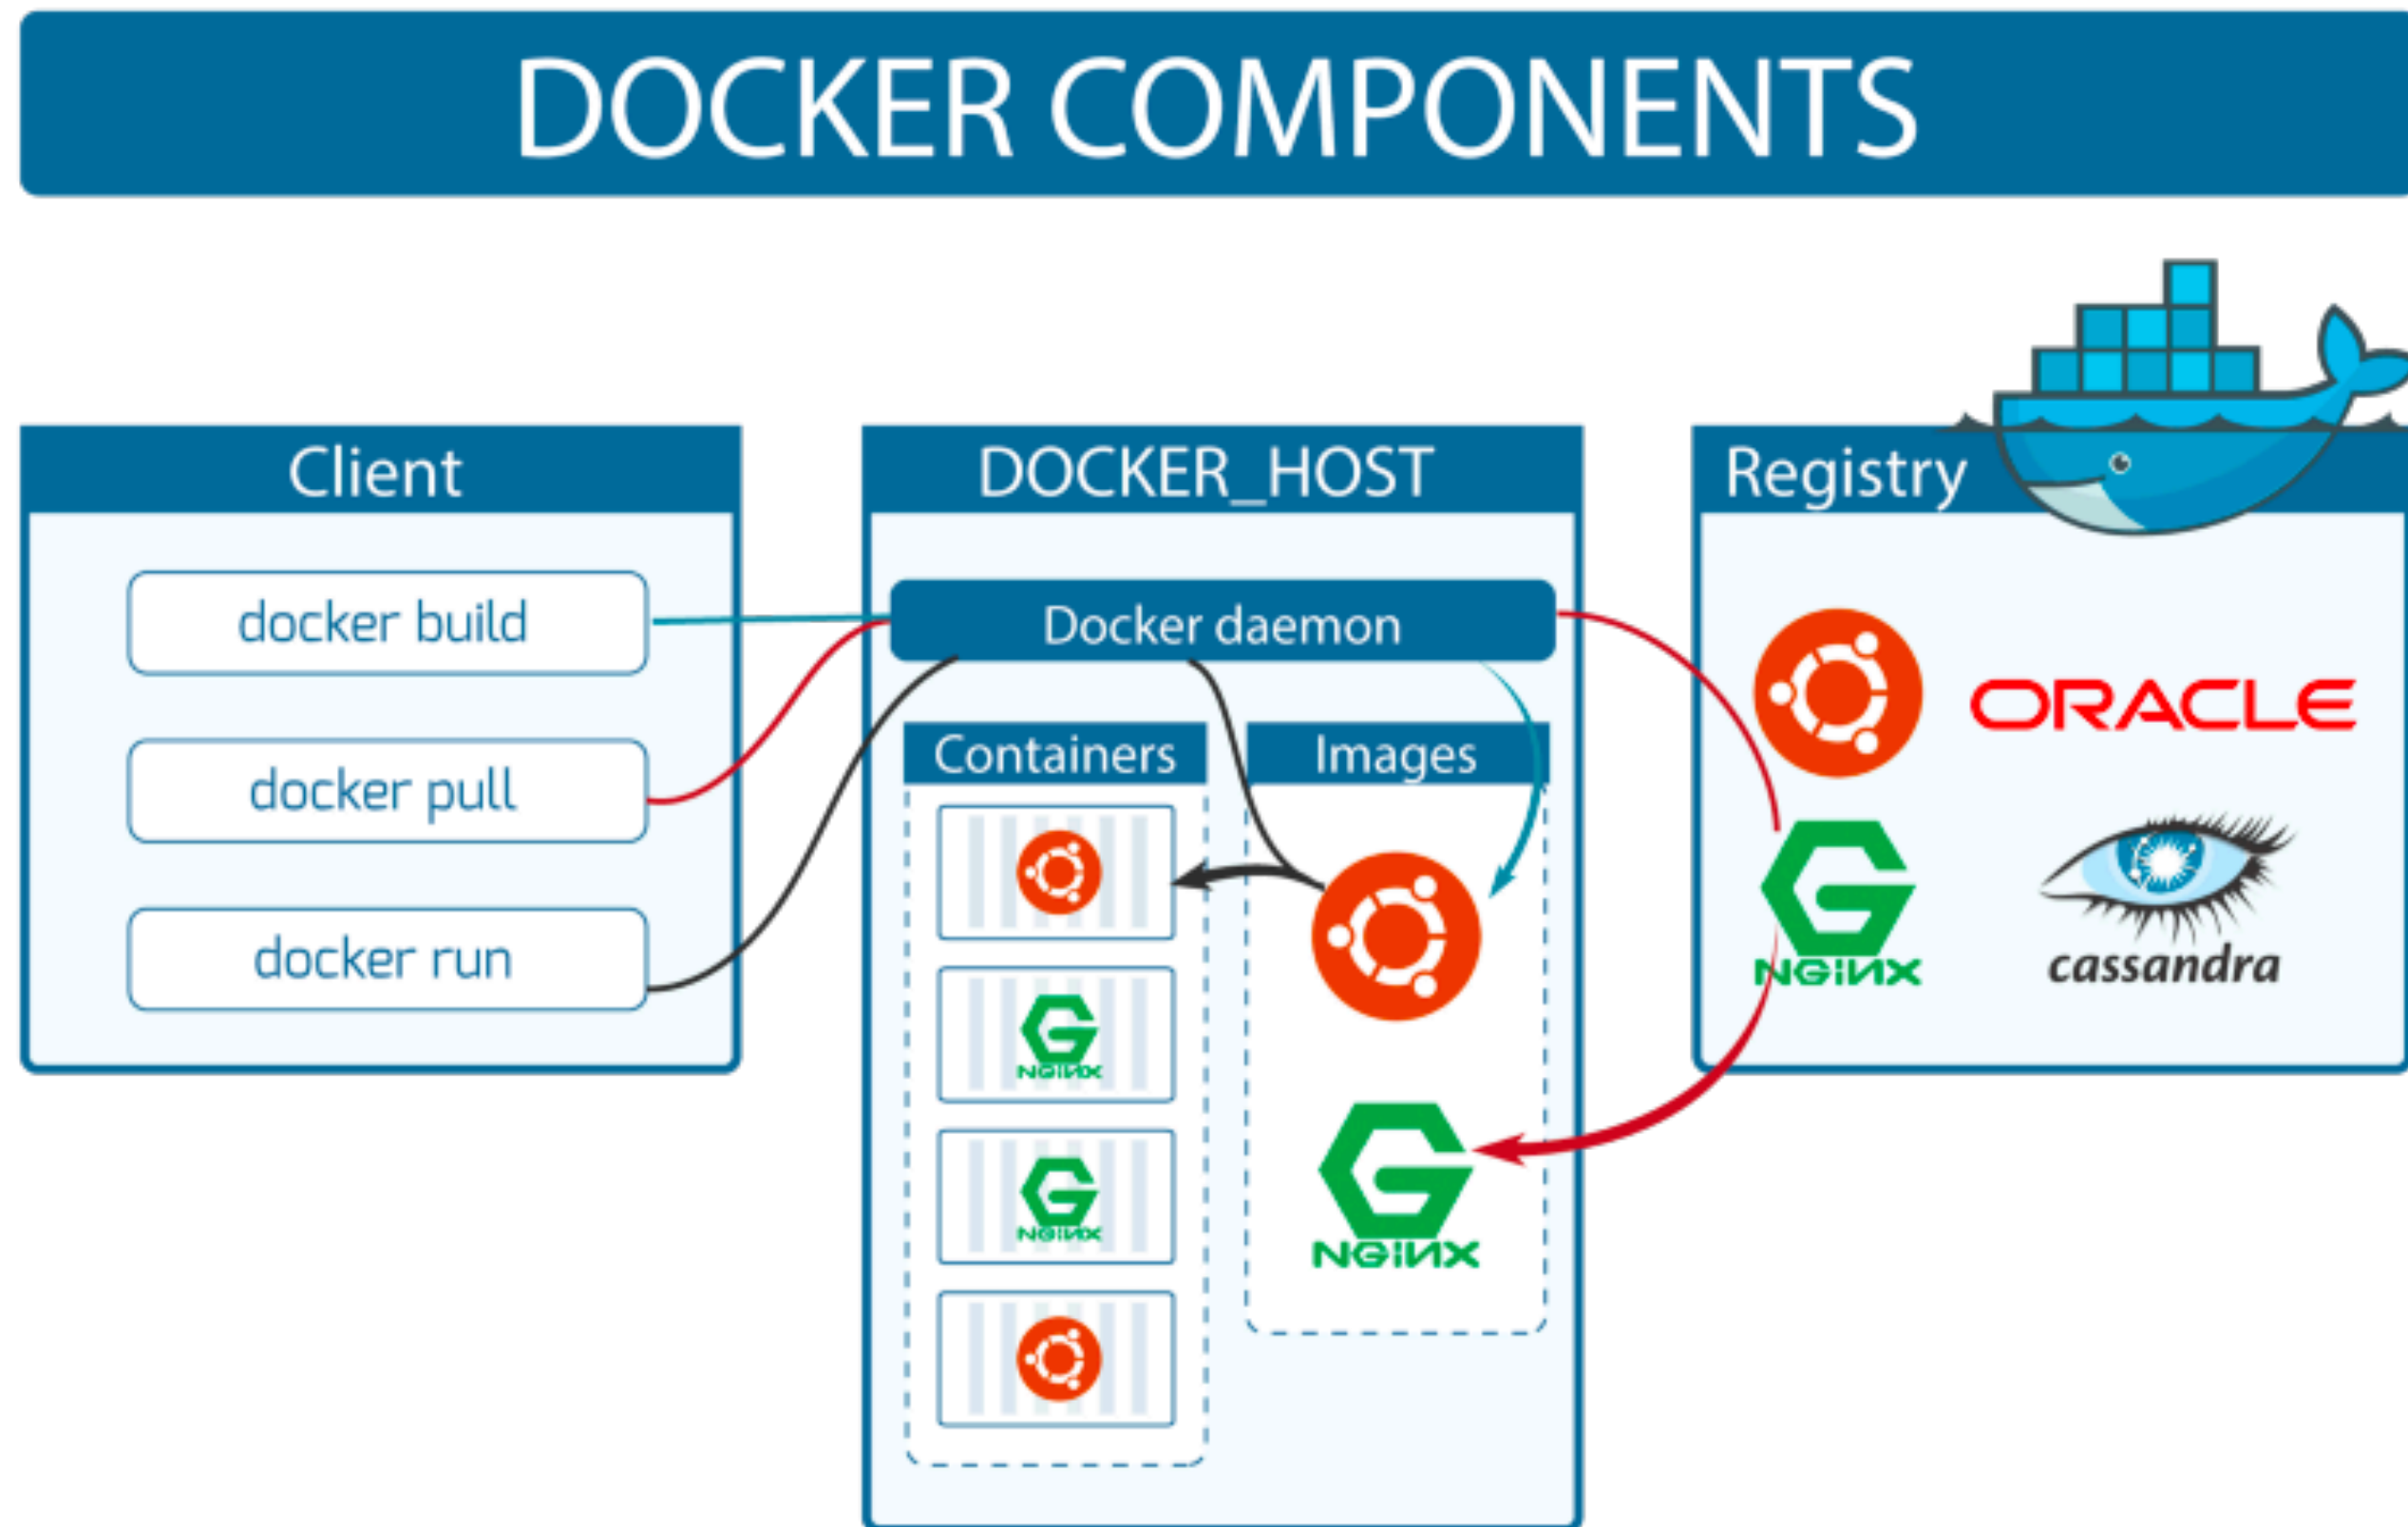 DOCKER COMPONENTS
Client
docker build
docker pull
docker run
DOCKER_HOST
Docker daemon
Containers
NGiNX
NGiNX
Images
NGiNX
Registry
ORACLE
NGiNX
cassandra